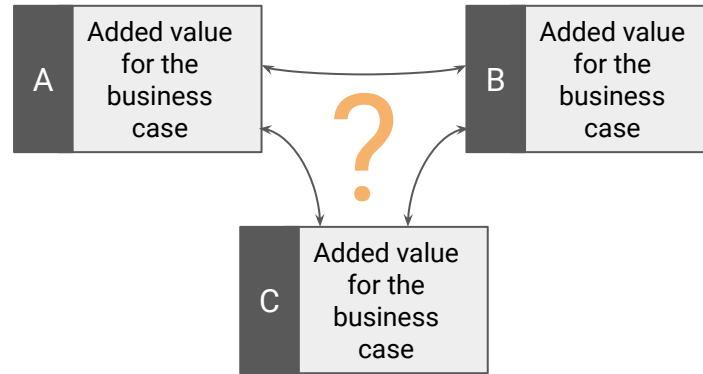 A
Added value
for the
business
case
B
Added value
for the
business
case
?
C
Added value
for the
business
case